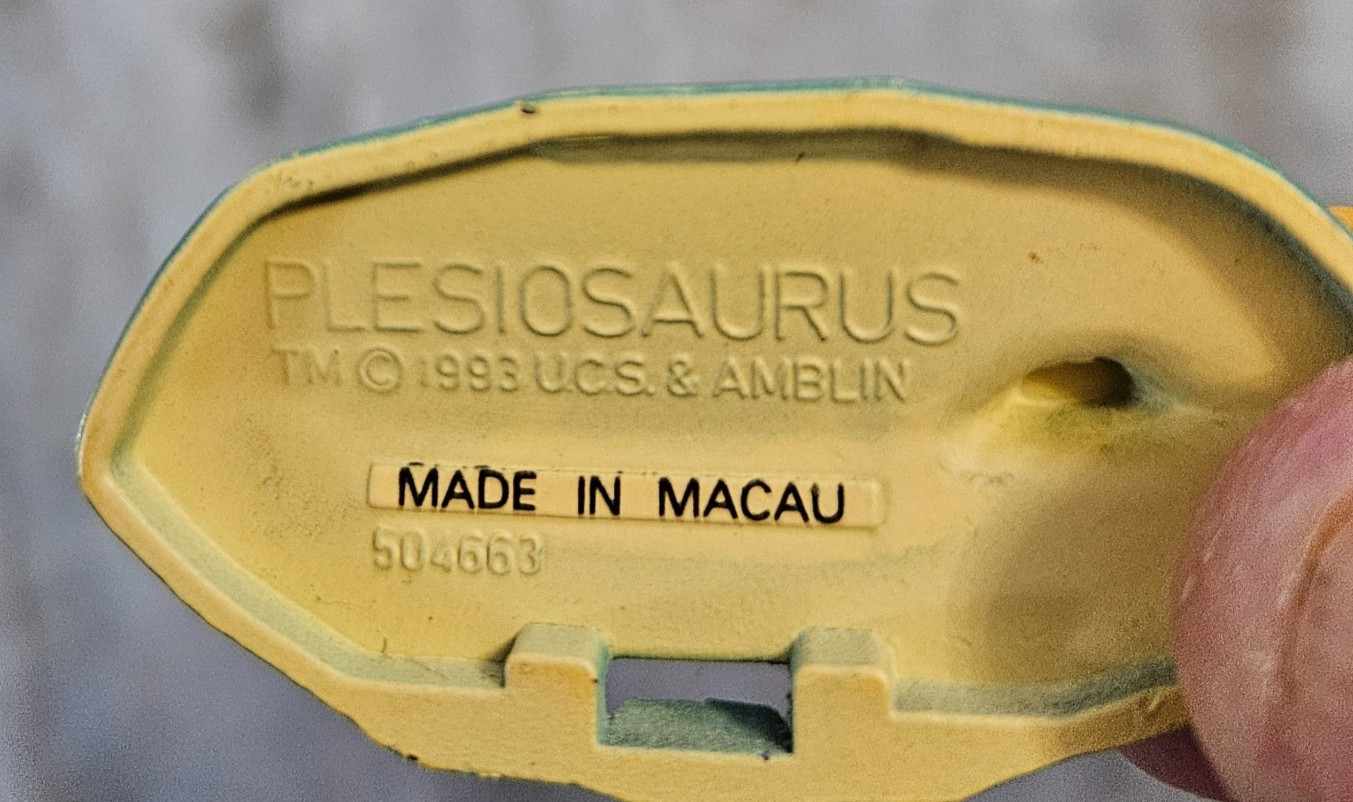 PLESIOSAURUS
TM © 1993 U.C.S. & AMBLIN
MADE IN MACAU
504663